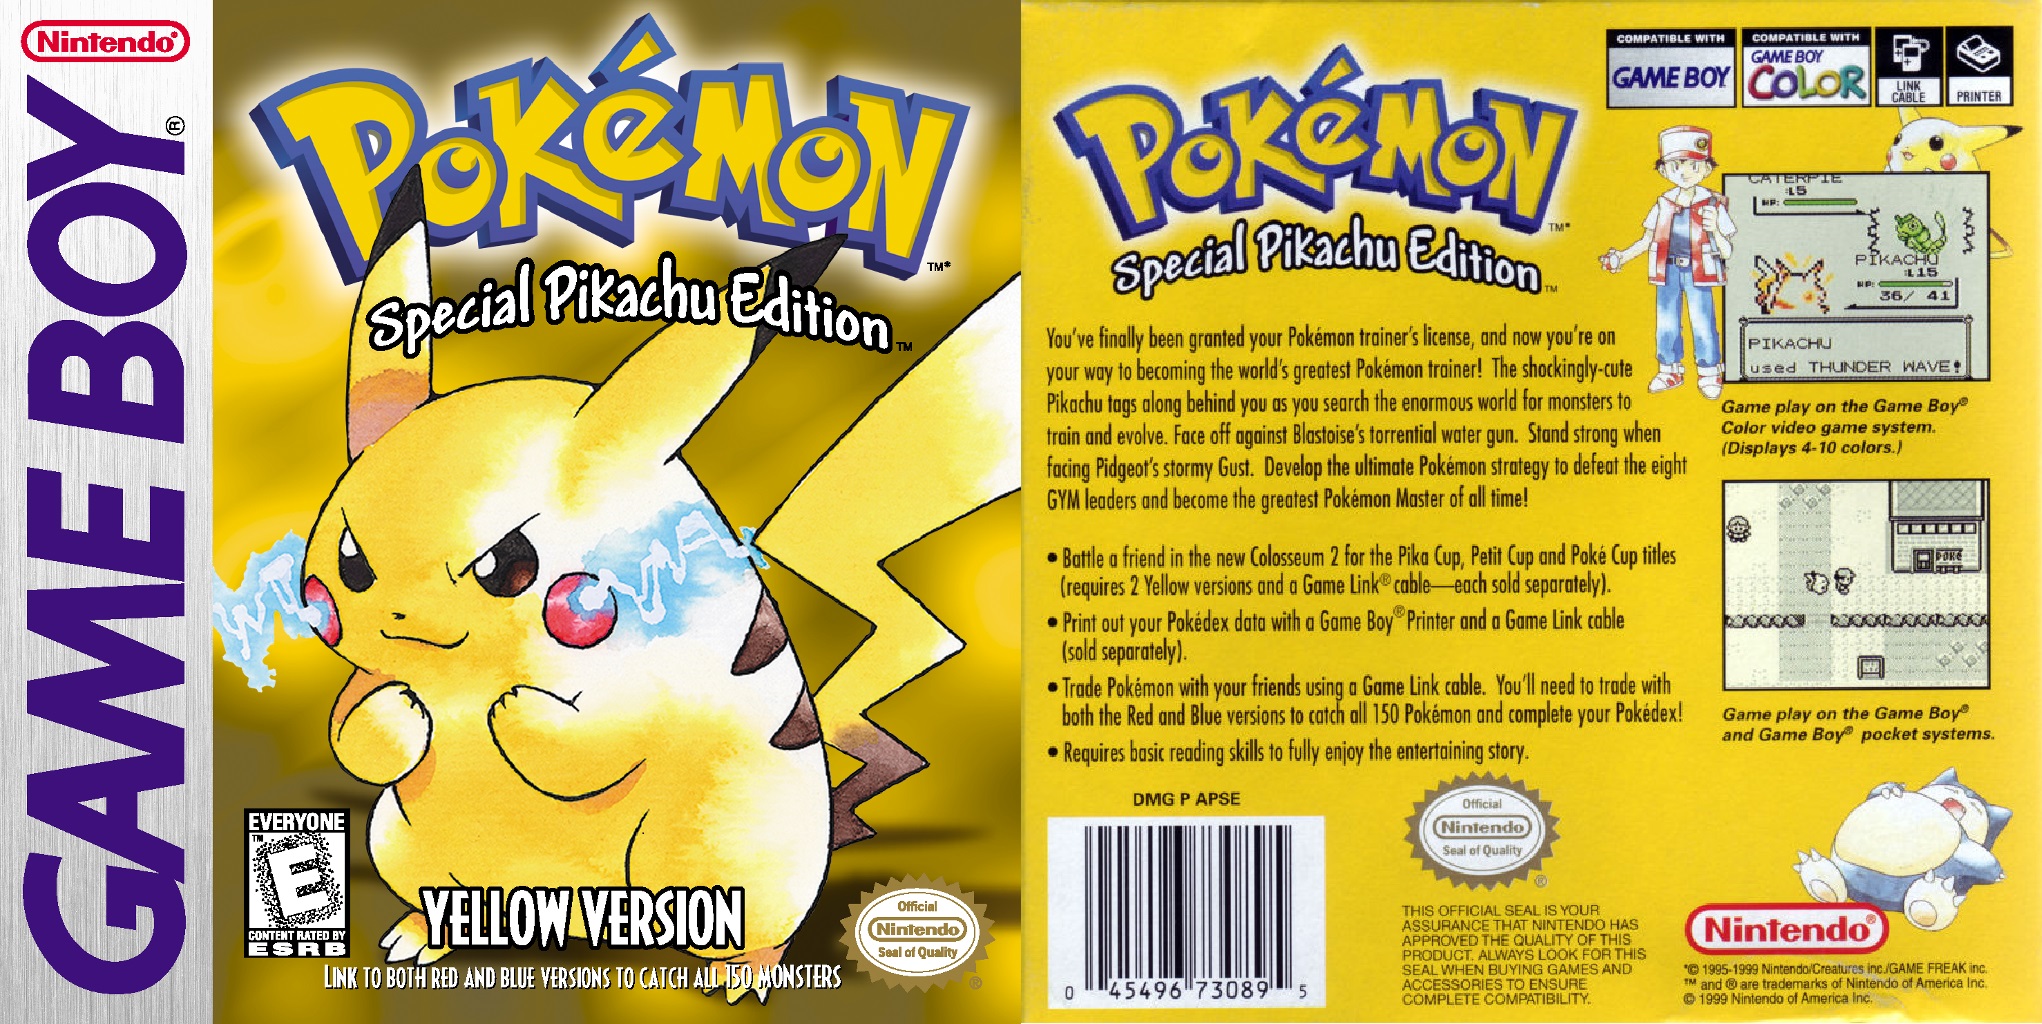 Nintendo®
GAME BOY®
POKéMON
™*
Special Pikachu Edition™
EVERYONE
™
E
CONTENT RATED BY
ESRB
YELLOW VERSION
LINK TO BOTH RED AND BLUE VERSIONS TO CATCH ALL 150 MONSTERS
Official
Nintendo
Seal of Quality
®
COMPATIBLE WITH
GAME BOY
COMPATIBLE WITH
GAME BOY
COLOR
LINK
CABLE
PRINTER
POKéMON
™*
Special Pikachu Edition™
You've finally been granted your Pokémon trainer's license, and now you're on
your way to becoming the world's greatest Pokémon trainer!  The shockingly-cute
Pikachu tags along behind you as you search the enormous world for monsters to
train and evolve. Face off against Blastoise's torrential water gun.  Stand strong when
facing Pidgeot's stormy Gust.  Develop the ultimate Pokémon strategy to defeat the eight
GYM leaders and become the greatest Pokémon Master of all time!
• Battle a friend in the new Colosseum 2 for the Pika Cup, Petit Cup and Poké Cup titles
(requires 2 Yellow versions and a Game Link® cable—each sold separately).
• Print out your Pokédex data with a Game Boy® Printer and a Game Link cable
(sold separately).
• Trade Pokémon with your friends using a Game Link cable.  You'll need to trade with
both the Red and Blue versions to catch all 150 Pokémon and complete your Pokédex!
• Requires basic reading skills to fully enjoy the entertaining story.
CATERPIE
:L5
HP:
PIKACHU
:L15
HP:
36/ 41
PIKACHU
used THUNDER WAVE!
Game play on the Game Boy®
Color video game system.
(Displays 4-10 colors.)
POKé
Game play on the Game Boy®
and Game Boy® pocket systems.
DMG P APSE
0 45496 73089 5
Official
Nintendo
Seal of Quality
®
THIS OFFICIAL SEAL IS YOUR
ASSURANCE THAT NINTENDO HAS
APPROVED THE QUALITY OF THIS
PRODUCT. ALWAYS LOOK FOR THIS
SEAL WHEN BUYING GAMES AND
ACCESSORIES TO ENSURE
COMPLETE COMPATIBILITY.
Nintendo®
*© 1995-1999 Nintendo/Creatures inc./GAME FREAK inc.
™ and ® are trademarks of Nintendo of America Inc.
© 1999 Nintendo of America Inc.